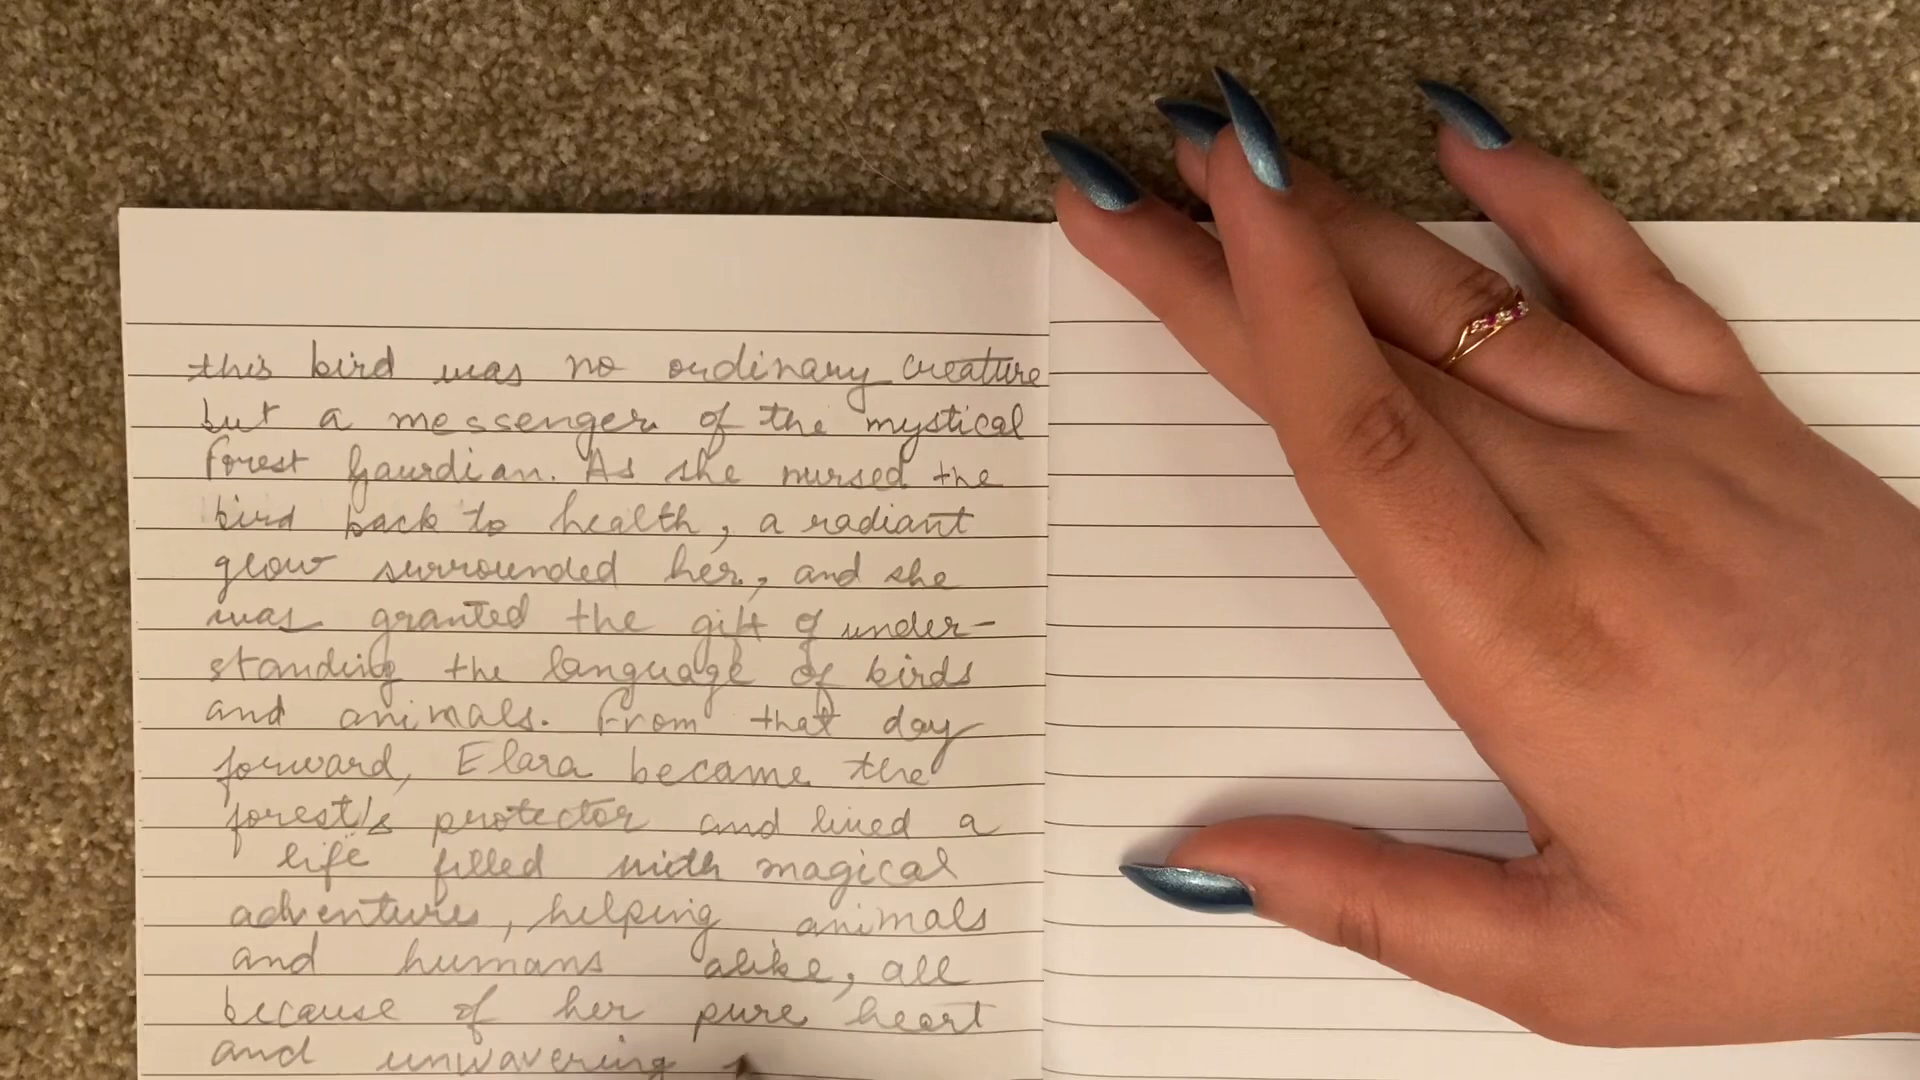 this bird was no ordinary creature
but a messenger of the mystical
forest Gaurdian. As she nursed the
bird back to health, a radiant
glow surrounded her, and she
was granted the gift of under-
standing the language of birds
and animals. From that day
forward, Elara became the
forest's protector and lived a
life filled with magical
adventures, helping animals
and humans alike, all
because of her pure heart
and unwavering